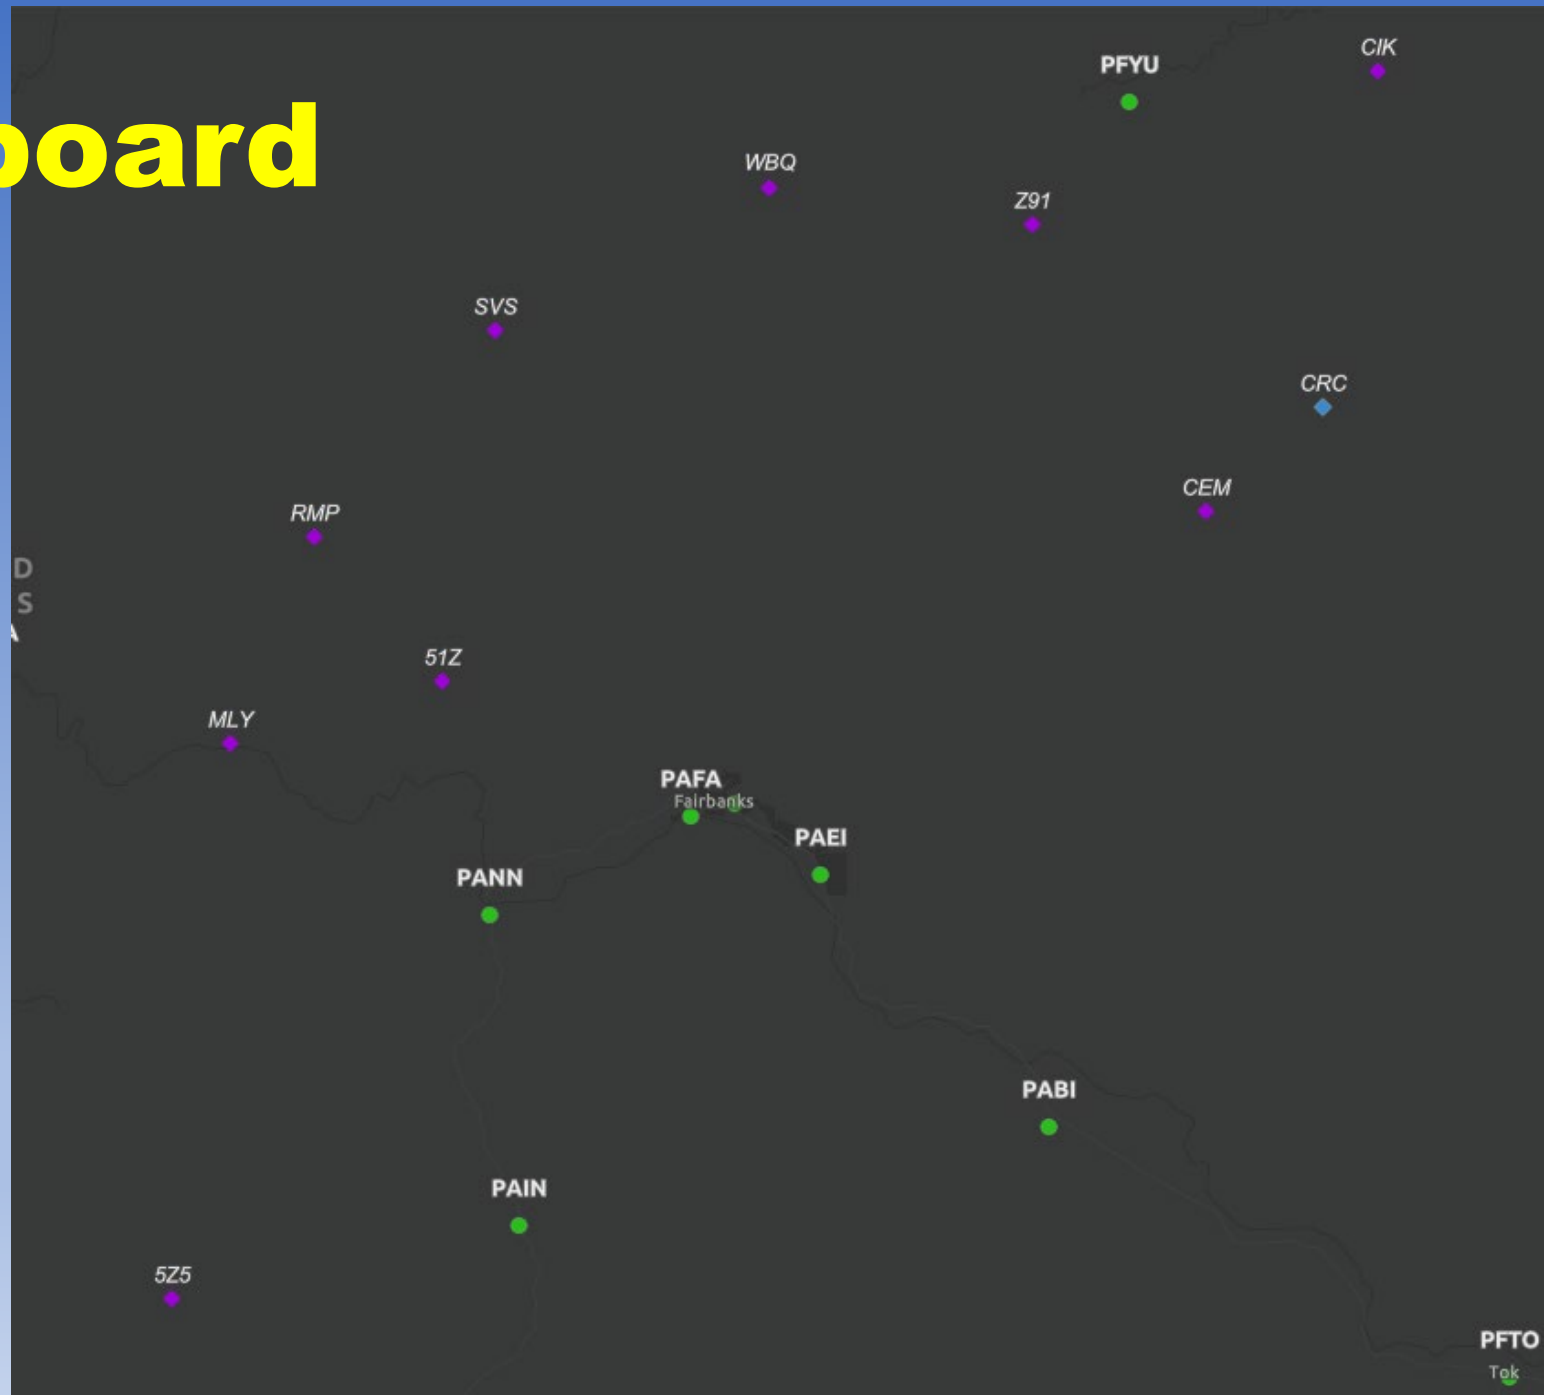 CIK
PFYU
board
WBQ
Z91
SVS
CRC
CEM
RMP
D
S
A
51Z
MLY
PAFA
Fairbanks
PAEI
PANN
PABI
PAIN
5Z5
PFTO
Tok